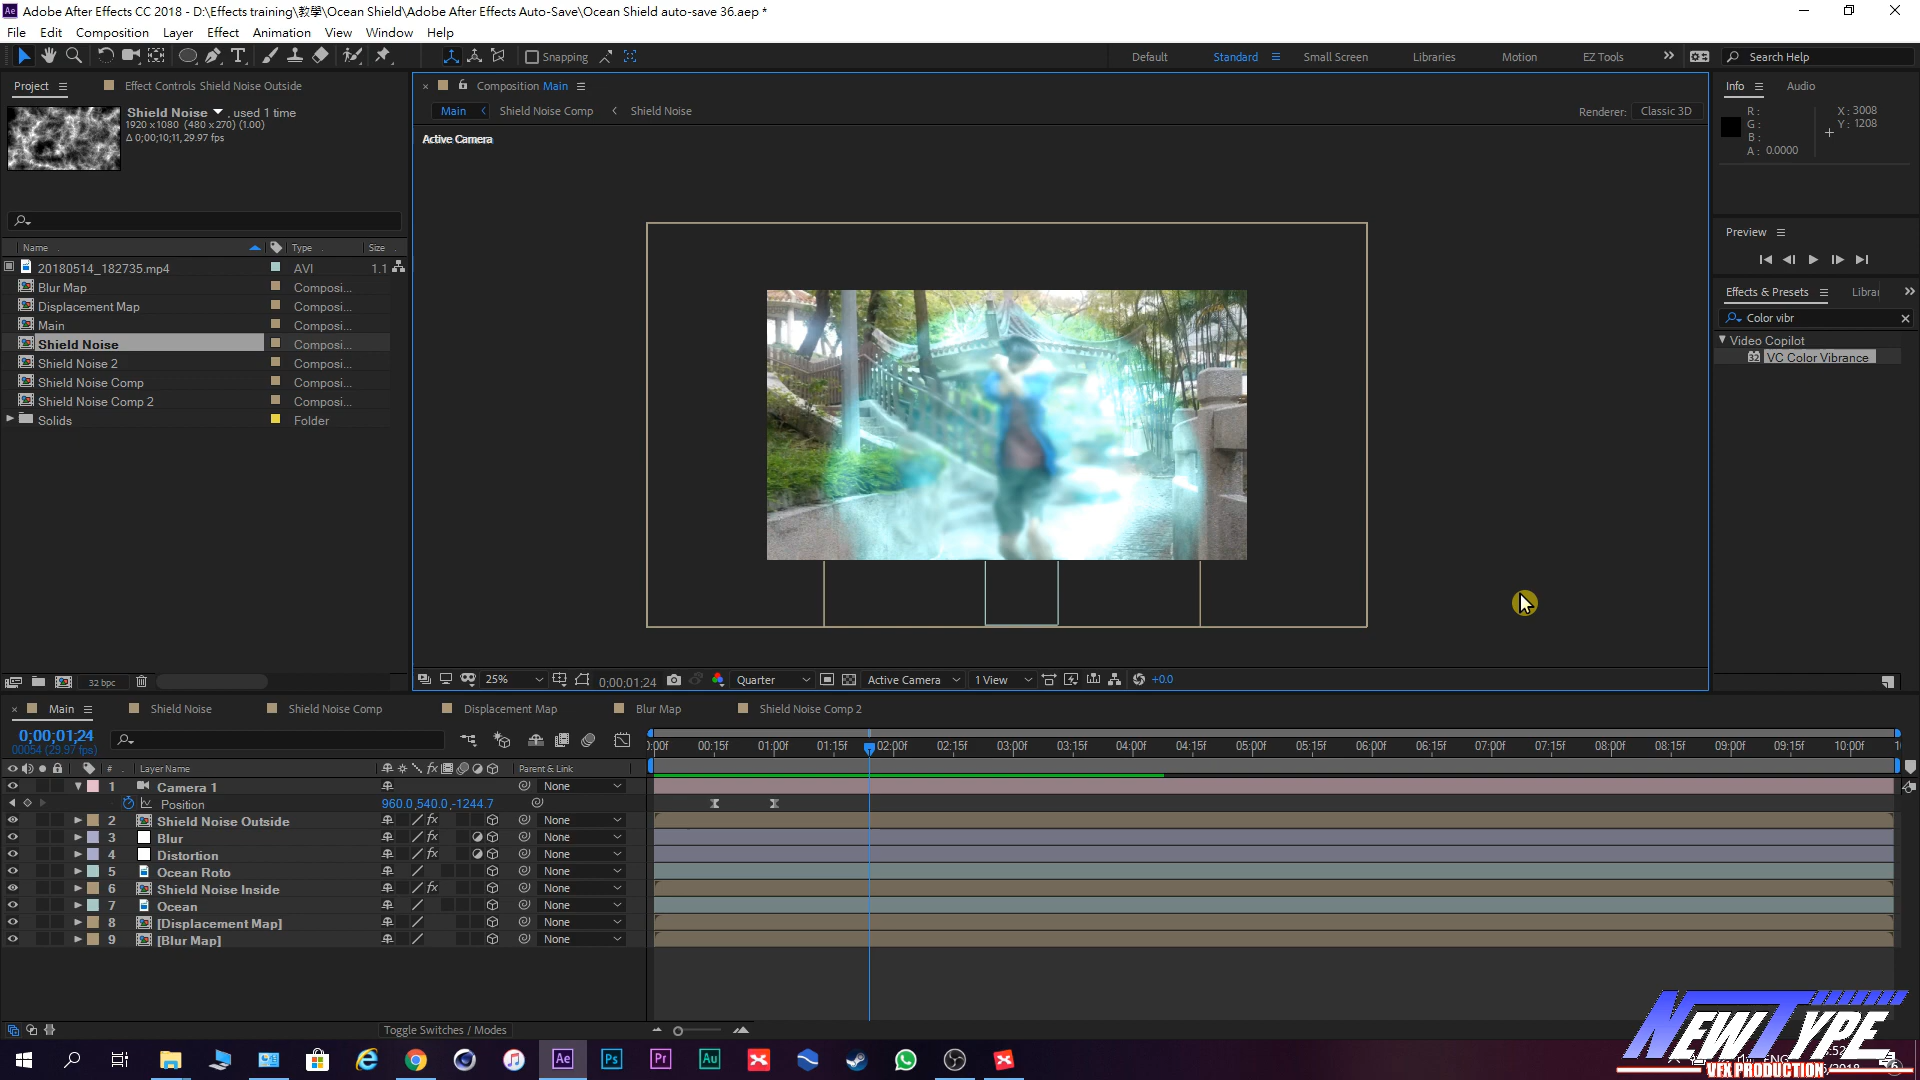 Adobe After Effects CC 2018 - D:\Effects training\教學\Ocean Shield\Adobe After Effects Auto-Save\Ocean Shield auto-save 36.aep *
File Edit Composition Layer Effect Animation View Window Help
Snapping
Default Standard Small Screen Libraries Motion EZ Tools Search Help
Project Effect Controls Shield Noise Outside
Composition Main
Info Audio
Shield Noise , used 1 time
1920 x 1080 (480 x 270) (1.00)
Δ 0;00;10;11, 29.97 fps
Main Shield Noise Comp Shield Noise
Renderer: Classic 3D
R:
G:
B:
A: 0.0000
X: 3008
Y: 1208
Active Camera
Preview
Name Type Size
20180514_182735.mp4 AVI 1.1
Blur Map Composi...
Displacement Map Composi...
Main Composi...
Shield Noise Composi...
Shield Noise 2 Composi...
Shield Noise Comp Composi...
Shield Noise Comp 2 Composi...
Solids Folder
Effects & Presets Librar
Color vibr
Video Copilot
32 VC Color Vibrance
32 bpc
25% 0;00;01;24 Quarter Active Camera 1 View +0.0
Main Shield Noise Shield Noise Comp Displacement Map Blur Map Shield Noise Comp 2
0;00;01;24
00054 (29.97 fps)
):00f 00:15f 01:00f 01:15f 02:00f 02:15f 03:00f 03:15f 04:00f 04:15f 05:00f 05:15f 06:00f 06:15f 07:00f 07:15f 08:00f 08:15f 09:00f 09:15f 10:00f 1
# Layer Name Parent & Link
1 Camera 1 None
Position 960.0,540.0,-1244.7
2 Shield Noise Outside fx None
3 Blur fx None
4 Distortion fx None
5 Ocean Roto None
6 Shield Noise Inside fx None
7 Ocean None
8 [Displacement Map] None
9 [Blur Map] None
Toggle Switches / Modes
Ae Ps Pr Au
ENG
NEWTYPE
VFX PRODUCTION